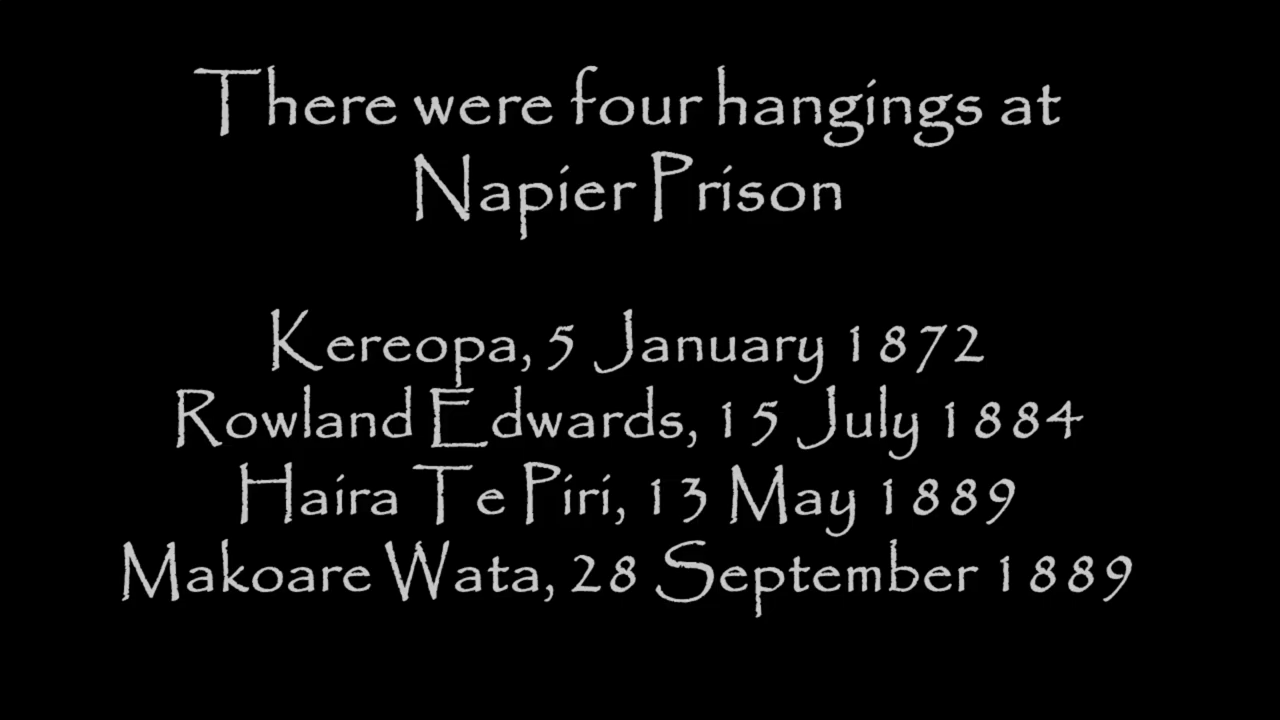 There were four hangings at
Napier Prison
Kereopa, 5 January 1872
Rowland Edwards, 15 July 1884
Haira Te Piri, 13 May 1889
Makoare Wata, 28 September 1889